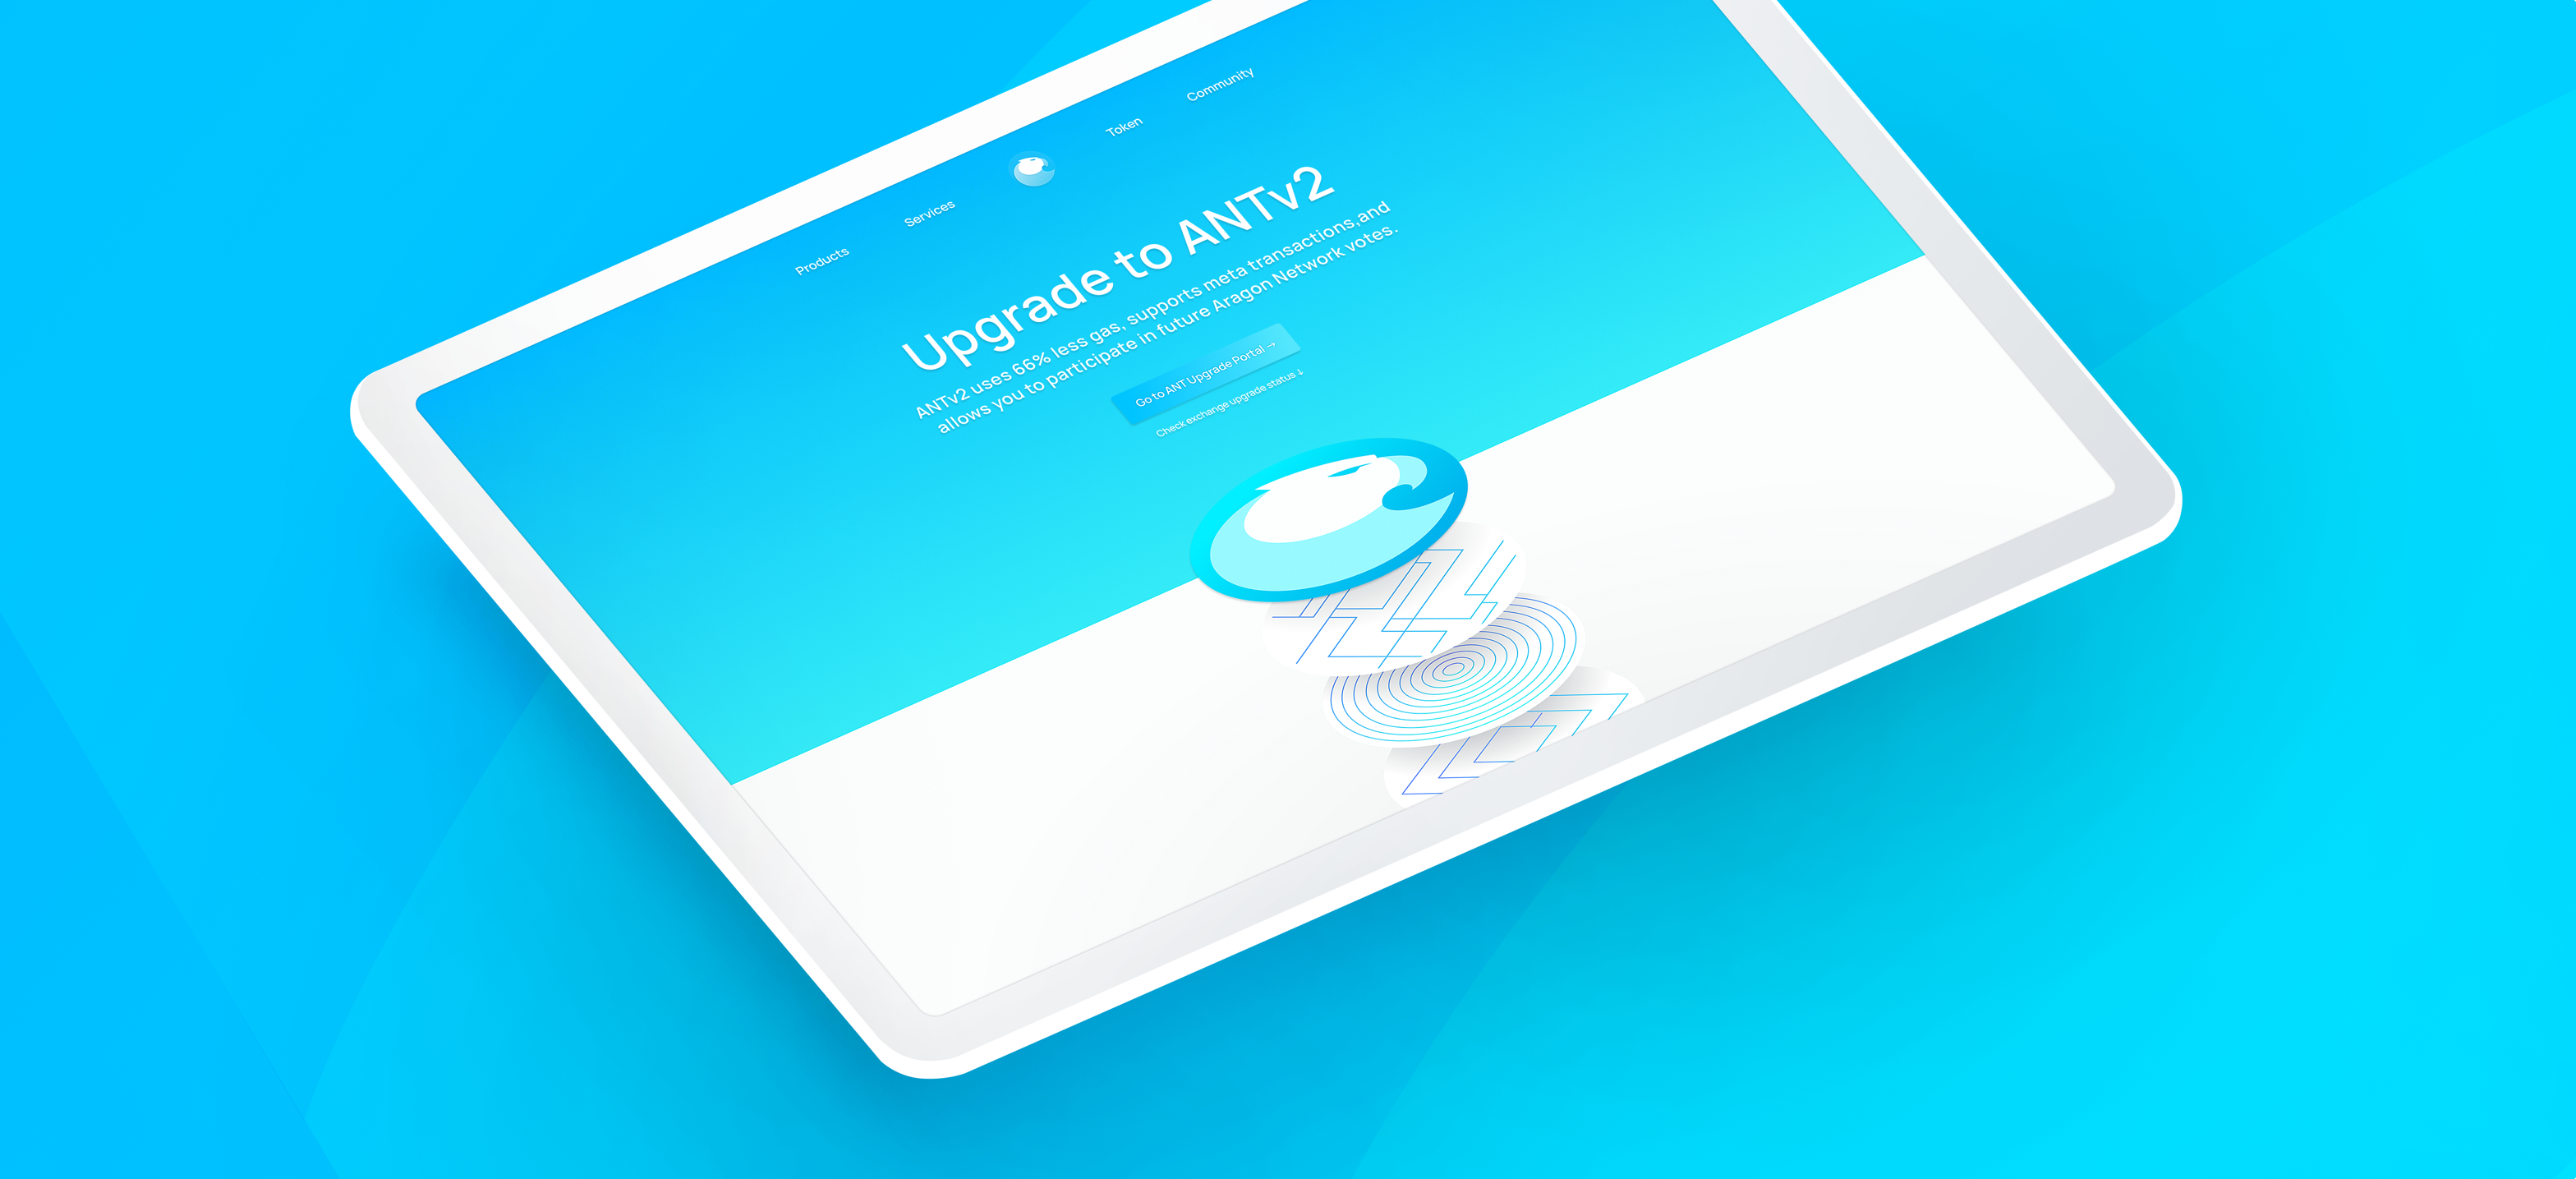 Products
Services
Token
Community
Upgrade to ANTv2
ANTv2 uses 66% less gas, supports meta transactions,and
allows you to participate in future Aragon Network votes.
Go to ANT Upgrade Portal →
Check exchange upgrade status ↓